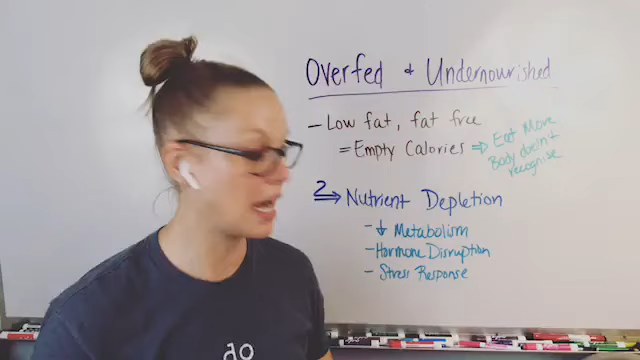 Overfed & Undernourished
- Low fat, fat free
= Empty Calories ⇒ Eat More
Body doesn't
recognize
2 ⇒ Nutrient Depletion
- ↓ Metabolism
- Hormone Disruption
- Stress Response
do